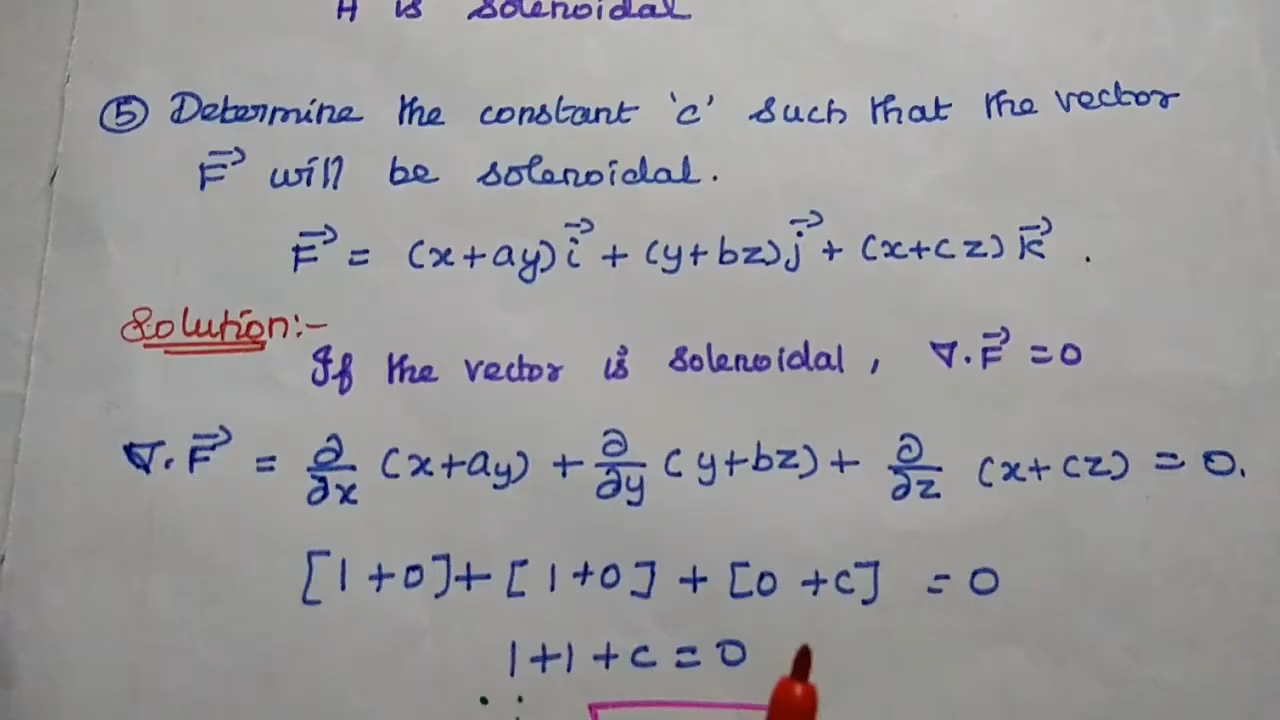 A is solenoidal
⑤ Determine the constant 'c' such that the vector
F⃗ will be solenoidal.
F⃗ = (x+ay)i⃗ + (y+bz)j⃗ + (x+cz)k⃗ .
Solution:-
If the vector is solenoidal, ∇.F⃗ = 0
∇.F⃗ = ∂/∂x (x+ay) + ∂/∂y (y+bz) + ∂/∂z (x+cz) = 0.
[1+0]+[1+0] + [0+c] = 0
1+1+c = 0